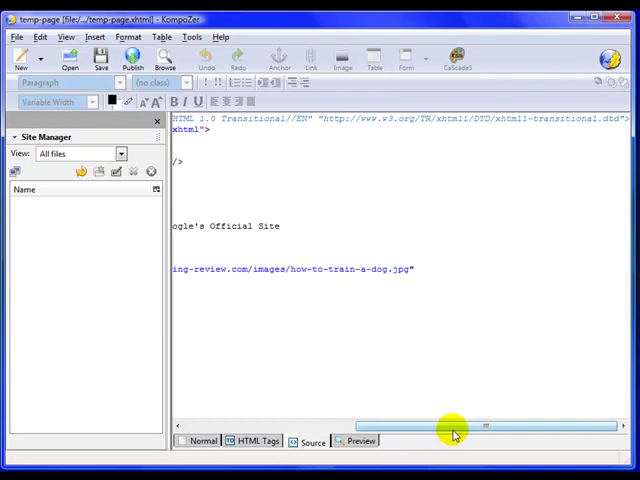 temp-page [file:/.../temp-page.xhtml] - KompoZer
File Edit View Insert Format Table Tools Help
New Open Save Publish Browse Undo Redo Anchor Link Image Table Form CaScadeS
Paragraph (no class)
Variable Width B I U
Site Manager
View: All files
Name
HTML 1.0 Transitional//EN" "http://www.w3.org/TR/xhtml1/DTD/xhtml1-transitional.dtd">
xhtml">
/>
ogle's Official Site
ing-review.com/images/how-to-train-a-dog.jpg"
Normal HTML Tags Source Preview